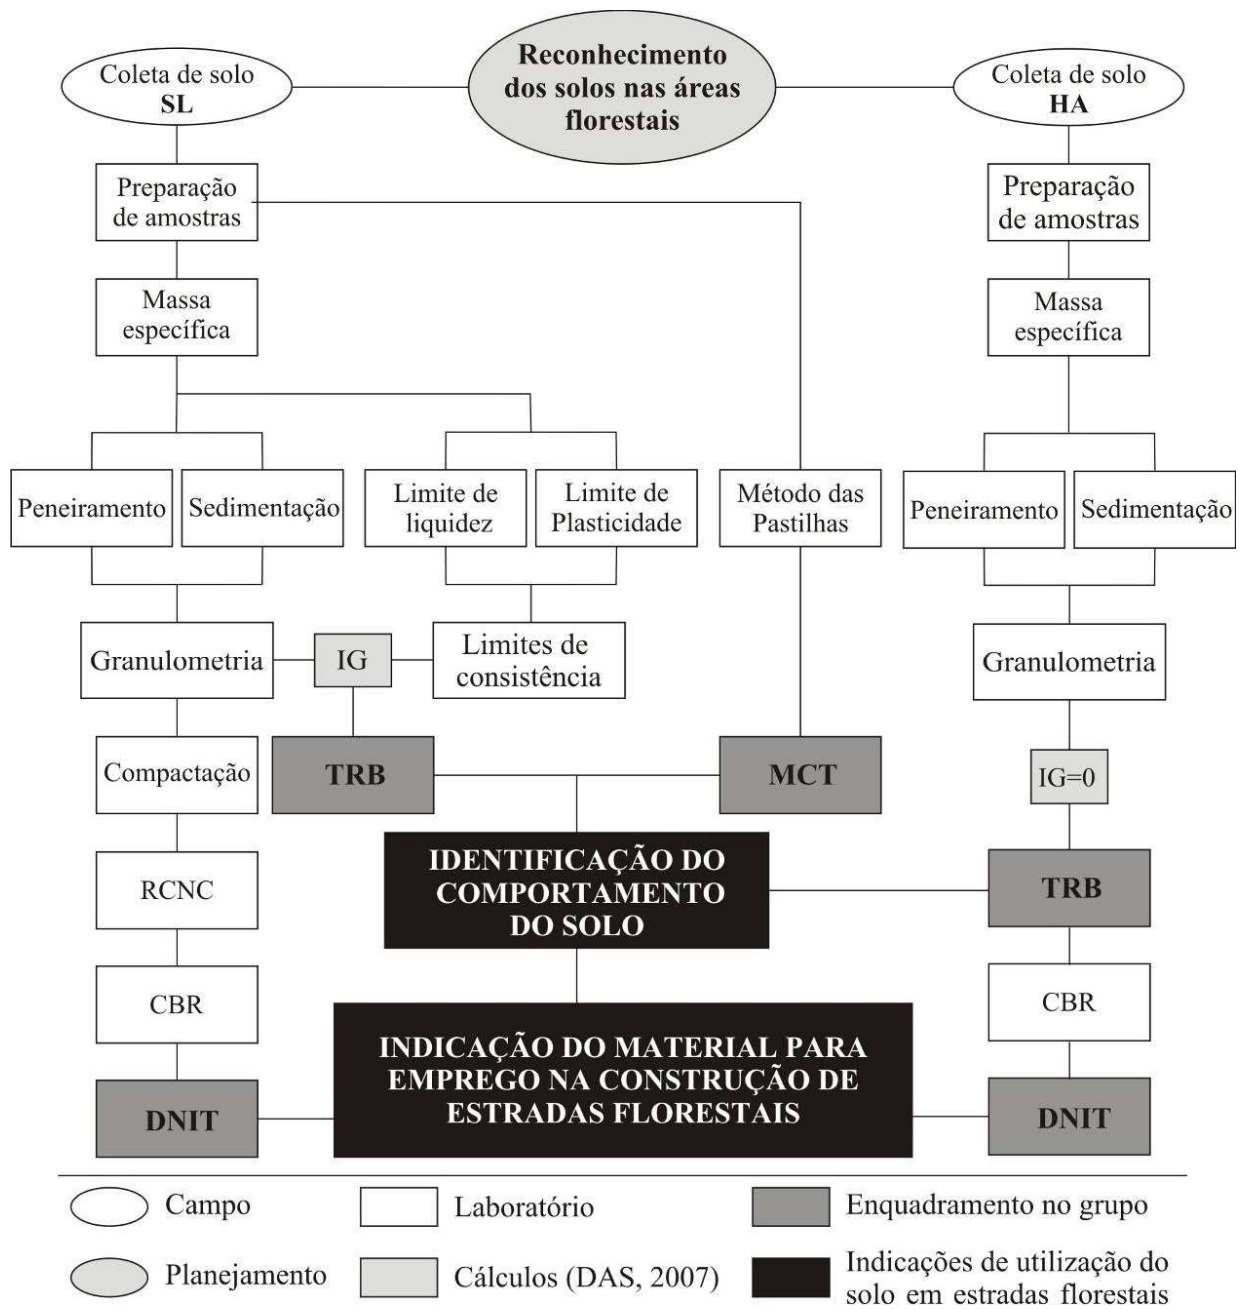 Reconhecimento
dos solos nas áreas
florestais
Coleta de solo
SL
Coleta de solo
HA
Preparação
de amostras
Preparação
de amostras
Massa
específica
Massa
específica
Peneiramento
Sedimentação
Limite de
liquidez
Limite de
Plasticidade
Método das
Pastilhas
Peneiramento
Sedimentação
Granulometria
IG
Limites de
consistência
Granulometria
Compactação
TRB
MCT
IG=0
RCNC
IDENTIFICAÇÃO DO
COMPORTAMENTO
DO SOLO
TRB
CBR
CBR
INDICAÇÃO DO MATERIAL PARA
EMPREGO NA CONSTRUÇÃO DE
ESTRADAS FLORESTAIS
DNIT
DNIT
Campo
Laboratório
Enquadramento no grupo
Planejamento
Cálculos (DAS, 2007)
Indicações de utilização do
solo em estradas florestais